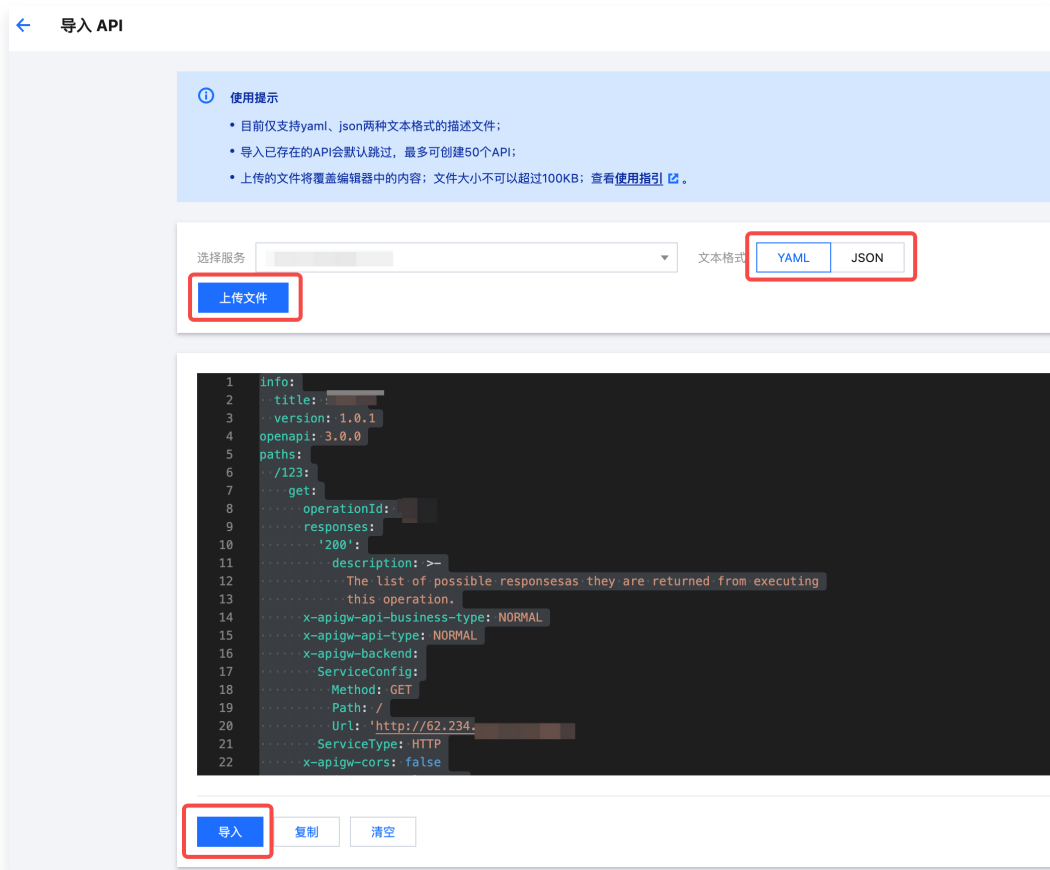 导入 API
使用提示
• 目前仅支持yaml、json两种文本格式的描述文件；
• 导入已存在的API会默认跳过，最多可创建50个API；
• 上传的文件将覆盖编辑器中的内容；文件大小不可以超过100KB；查看使用指引 。
选择服务 文本格式 YAML JSON
上传文件
1 info:
2 title:
3 version: 1.0.1
4 openapi: 3.0.0
5 paths:
6 /123:
7 get:
8 operationId:
9 responses:
10 '200':
11 description: >-
12 The list of possible responsesas they are returned from executing
13 this operation.
14 x-apigw-api-business-type: NORMAL
15 x-apigw-api-type: NORMAL
16 x-apigw-backend:
17 ServiceConfig:
18 Method: GET
19 Path: /
20 Url: 'http://62.234.
21 ServiceType: HTTP
22 x-apigw-cors: false
导入 复制 清空